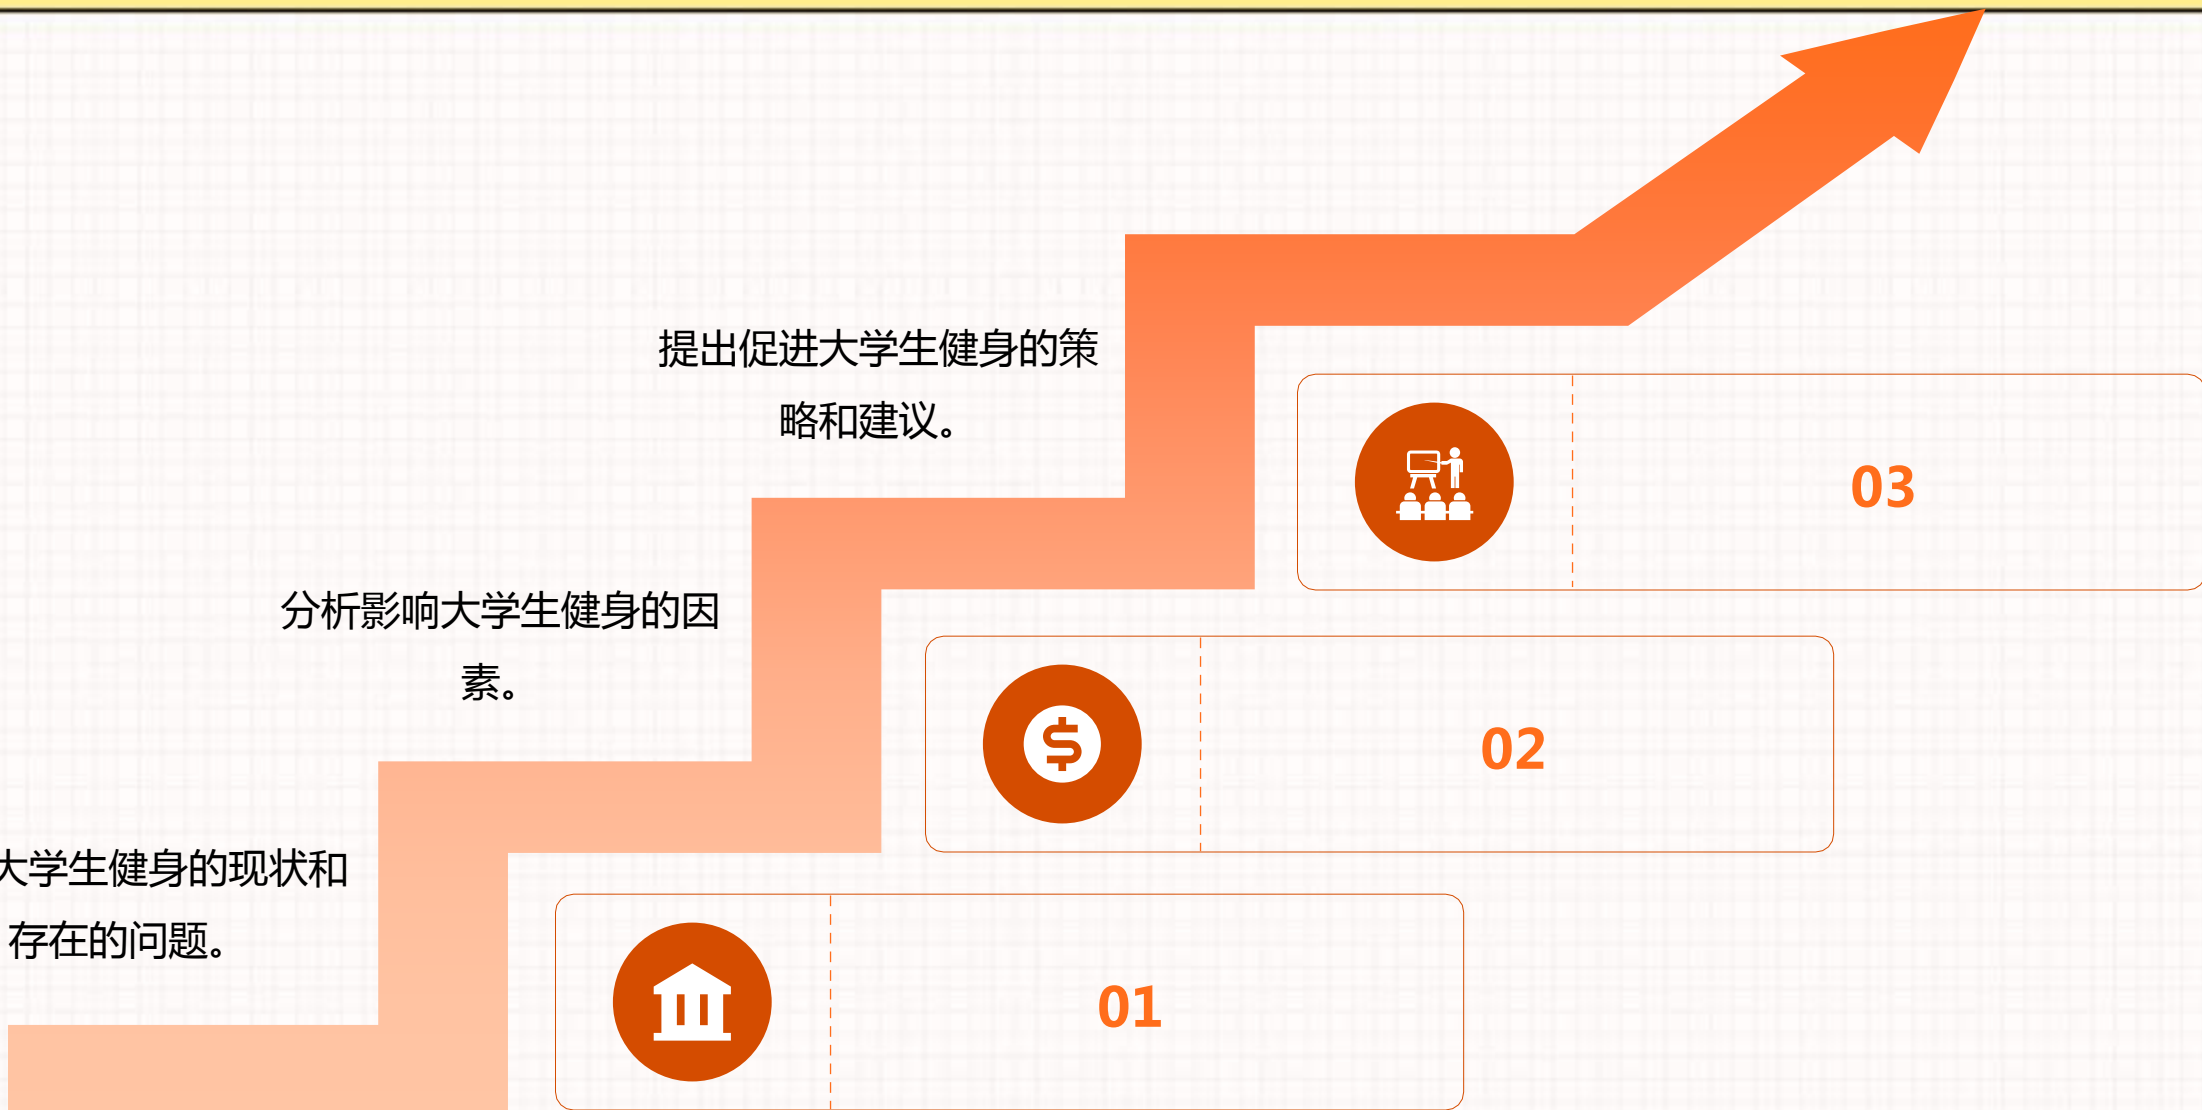 提出促进大学生健身的策
略和建议。
03
分析影响大学生健身的因
素。
02
大学生健身的现状和
存在的问题。
01